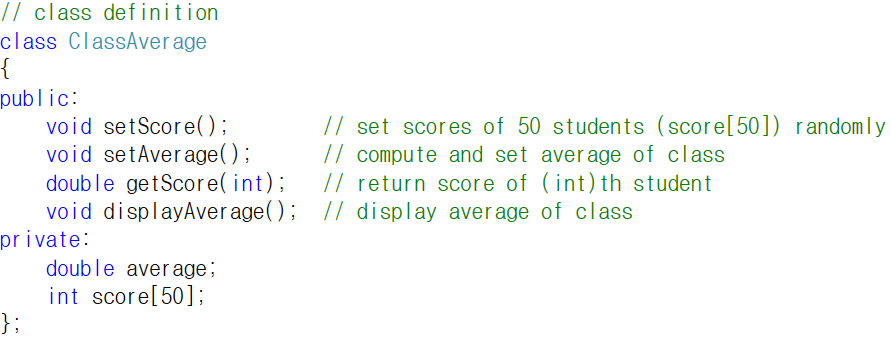 // class definition
class ClassAverage
{
public:
    void setScore();        // set scores of 50 students (score[50]) randomly
    void setAverage();      // compute and set average of class
    double getScore(int);   // return score of (int)th student
    void displayAverage();  // display average of class
private:
    double average;
    int score[50];
};